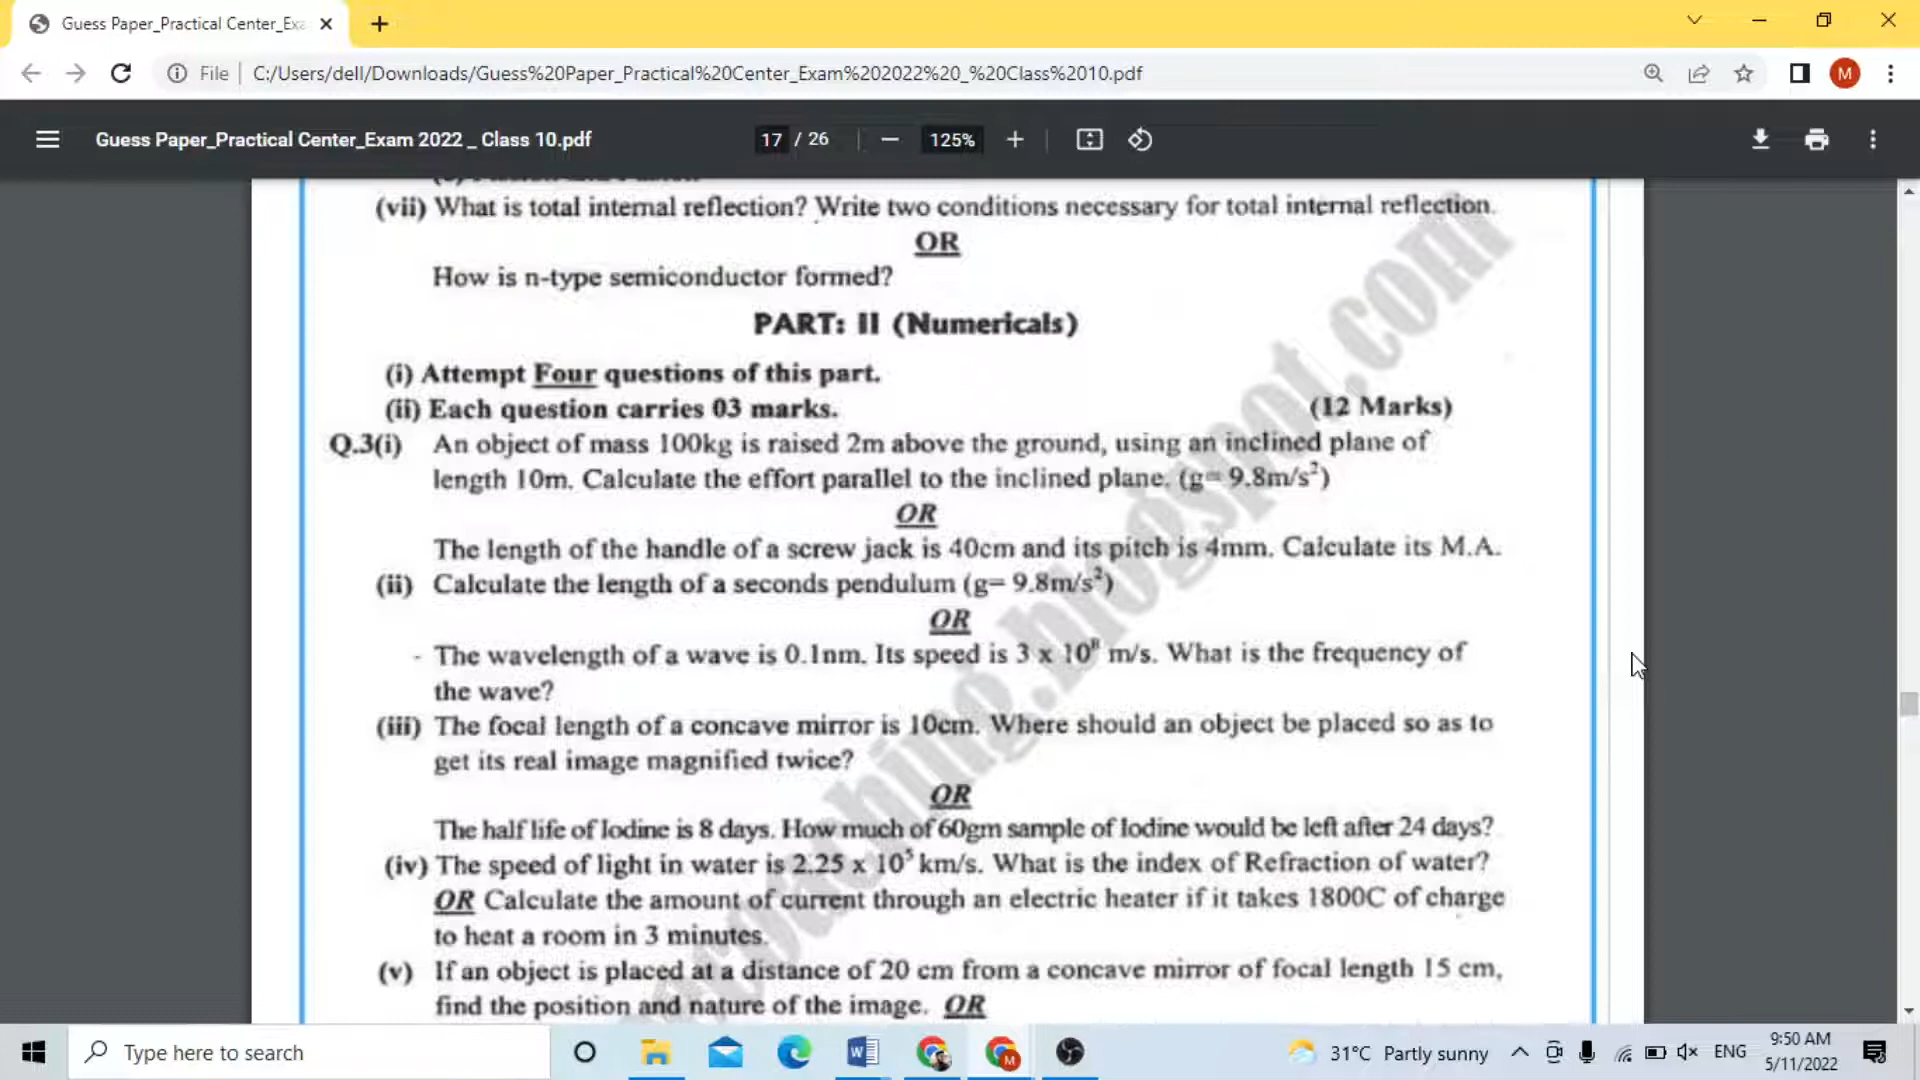 Guess Paper_Practical Center_Exa
File C:/Users/dell/Downloads/Guess%20Paper_Practical%20Center_Exam%202022%20_%20Class%2010.pdf
M
Guess Paper_Practical Center_Exam 2022 _ Class 10.pdf
17 / 26
125%
(vii) What is total internal reflection? Write two conditions necessary for total internal reflection.
OR
How is n-type semiconductor formed?
PART: II (Numericals)
(i) Attempt Four questions of this part.
(ii) Each question carries 03 marks. (12 Marks)
Q.3(i) An object of mass 100kg is raised 2m above the ground, using an inclined plane of
length 10m. Calculate the effort parallel to the inclined plane. (g= 9.8m/s²)
OR
The length of the handle of a screw jack is 40cm and its pitch is 4mm. Calculate its M.A.
(ii) Calculate the length of a seconds pendulum (g= 9.8m/s²)
OR
- The wavelength of a wave is 0.1nm. Its speed is 3 x 10⁸ m/s. What is the frequency of
the wave?
(iii) The focal length of a concave mirror is 10cm. Where should an object be placed so as to
get its real image magnified twice?
OR
The half life of Iodine is 8 days. How much of 60gm sample of Iodine would be left after 24 days?
(iv) The speed of light in water is 2.25 x 10⁵ km/s. What is the index of Refraction of water?
OR Calculate the amount of current through an electric heater if it takes 1800C of charge
to heat a room in 3 minutes.
(v) If an object is placed at a distance of 20 cm from a concave mirror of focal length 15 cm,
find the position and nature of the image. OR
coaching.blogspot.com
Type here to search
M
31°C Partly sunny
ENG
9:50 AM
5/11/2022